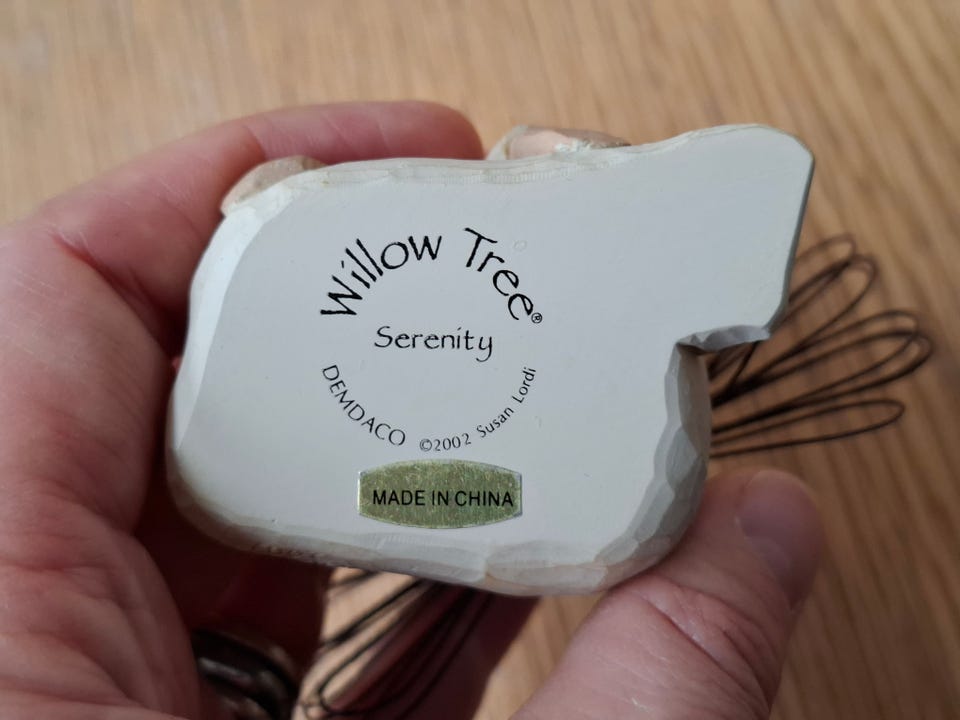 Willow Tree®
Serenity
DEMDACO ©2002 Susan Lordi
MADE IN CHINA